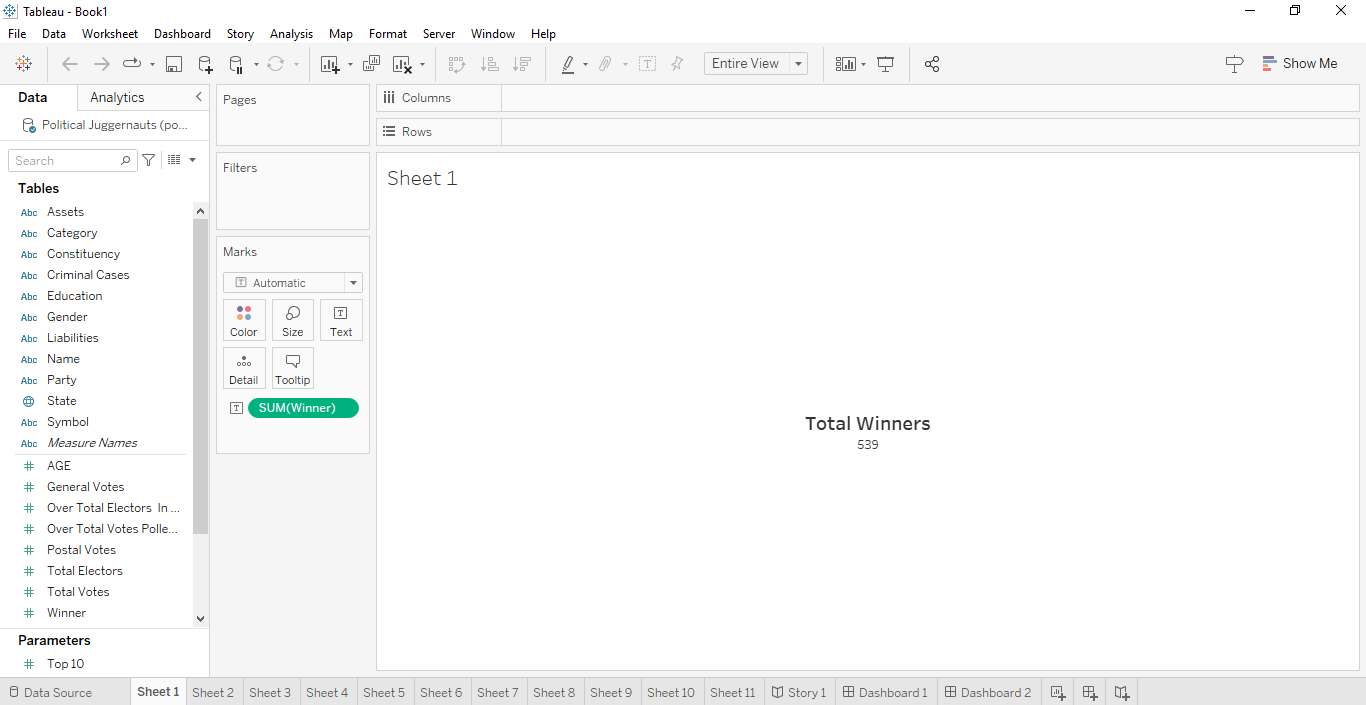 Tableau - Book1
File Data Worksheet Dashboard Story Analysis Map Format Server Window Help
Entire View
Show Me
Data Analytics
Political Juggernauts (po...
Search
Tables
Abc Assets
Abc Category
Abc Constituency
Abc Criminal Cases
Abc Education
Abc Gender
Abc Liabilities
Abc Name
Abc Party
State
Abc Symbol
Abc Measure Names
# AGE
# General Votes
# Over Total Electors In ...
# Over Total Votes Polle...
# Postal Votes
# Total Electors
# Total Votes
# Winner
Parameters
# Top 10
Pages
Filters
Marks
T Automatic
Color Size T Text
Detail Tooltip
T SUM(Winner)
Columns
Rows
Sheet 1
Total Winners
539
Data Source Sheet 1 Sheet 2 Sheet 3 Sheet 4 Sheet 5 Sheet 6 Sheet 7 Sheet 8 Sheet 9 Sheet 10 Sheet 11 Story 1 Dashboard 1 Dashboard 2